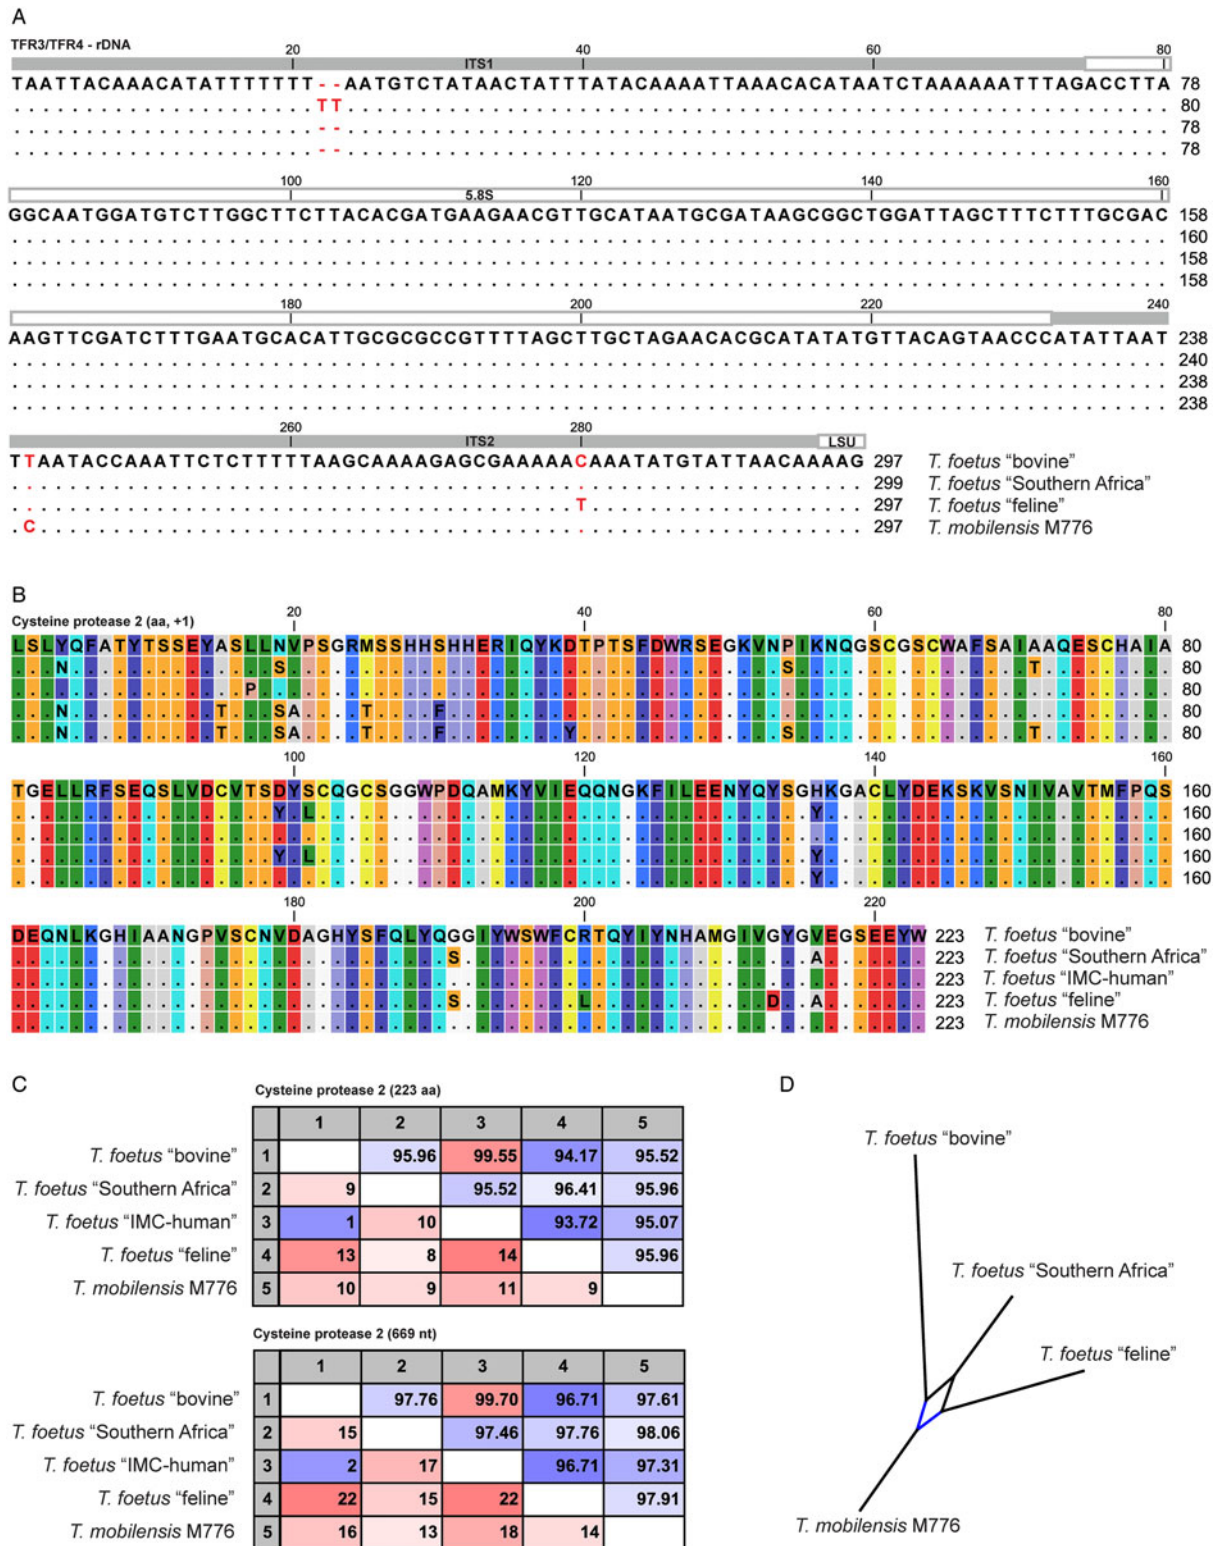 A
TFR3/TFR4 - rDNA
20 40 60 80
ITS1
TAATTACAAACATATTTTTTT--AATGTCTATAACTATTTATACAAAATTAAACACATAATCTAAAAAATTTAGACCTTA 78
TT 80
-- 78
-- 78
100 120 140 160
5.8S
GGCAATGGATGTCTTGGCTTCTTACACGATGAAGAACGTTGCATAATGCGATAAGCGGCTGGATTAGCTTTCTTTGCGAC 158
160
158
158
180 200 220 240
AAGTTCGATCTTTGAATGCACATTGCGCGCCGTTTTAGCTTGCTAGAACACGCATATATGTTACAGTAACCCATATTAAT 238
240
238
238
260 280
ITS2 LSU
TTAATACCAAATTCTCTTTTTAAGCAAAAGAGCGAAAAACAAATATGTATTAACAAAAG 297 T. foetus "bovine"
299 T. foetus "Southern Africa"
T 297 T. foetus "feline"
C 297 T. mobilensis M776
B
Cysteine protease 2 (aa, +1)
20 40 60 80
LSLYQFATYTSSEYASLLNVPSGRMSSHHSHHERIQYKDTPTSFDWRSEGKVNPIKNQGSCGSCWAFSAIAAQESCHAIA 80
N S S T 80
P 80
N T SA T F 80
T SA T F Y S T 80
100 120 140 160
TGELLRFSEQSLVDCVTSDYSCQGCSGGWPDQAMKYVIEQQNGKFILEENYQYSGHKGACLYDEKSKVSNIVAVTMFPQS 160
Y L Y 160
160
Y L Y 160
Y 160
180 200 220
DEQNLKGHIAANGPVSCNVDAGHYSFQLYQGGIYWSWFCRTQYIYNHAMGIVGYGVEGSEEYW 223 T. foetus "bovine"
S A 223 T. foetus "Southern Africa"
223 T. foetus "IMC-human"
S L D A 223 T. foetus "feline"
223 T. mobilensis M776
C
Cysteine protease 2 (223 aa)
1 2 3 4 5
T. foetus "bovine" 1 95.96 99.55 94.17 95.52
T. foetus "Southern Africa" 2 9 95.52 96.41 95.96
T. foetus "IMC-human" 3 1 10 93.72 95.07
T. foetus "feline" 4 13 8 14 95.96
T. mobilensis M776 5 10 9 11 9
Cysteine protease 2 (669 nt)
1 2 3 4 5
T. foetus "bovine" 1 97.76 99.70 96.71 97.61
T. foetus "Southern Africa" 2 15 97.46 97.76 98.06
T. foetus "IMC-human" 3 2 17 96.71 97.31
T. foetus "feline" 4 22 15 22 97.91
T. mobilensis M776 5 16 13 18 14
D
T. foetus "bovine"
T. foetus "Southern Africa"
T. foetus "feline"
T. mobilensis M776